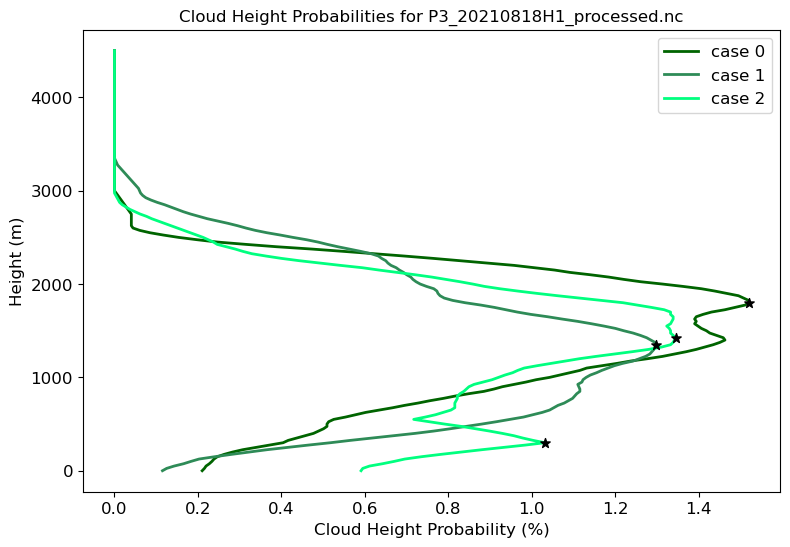 Cloud Height Probabilities for P3_20210818H1_processed.nc
case 0
case 1
case 2
Height (m)
4000
3000
2000
1000
0
0.0 0.2 0.4 0.6 0.8 1.0 1.2 1.4
Cloud Height Probability (%)